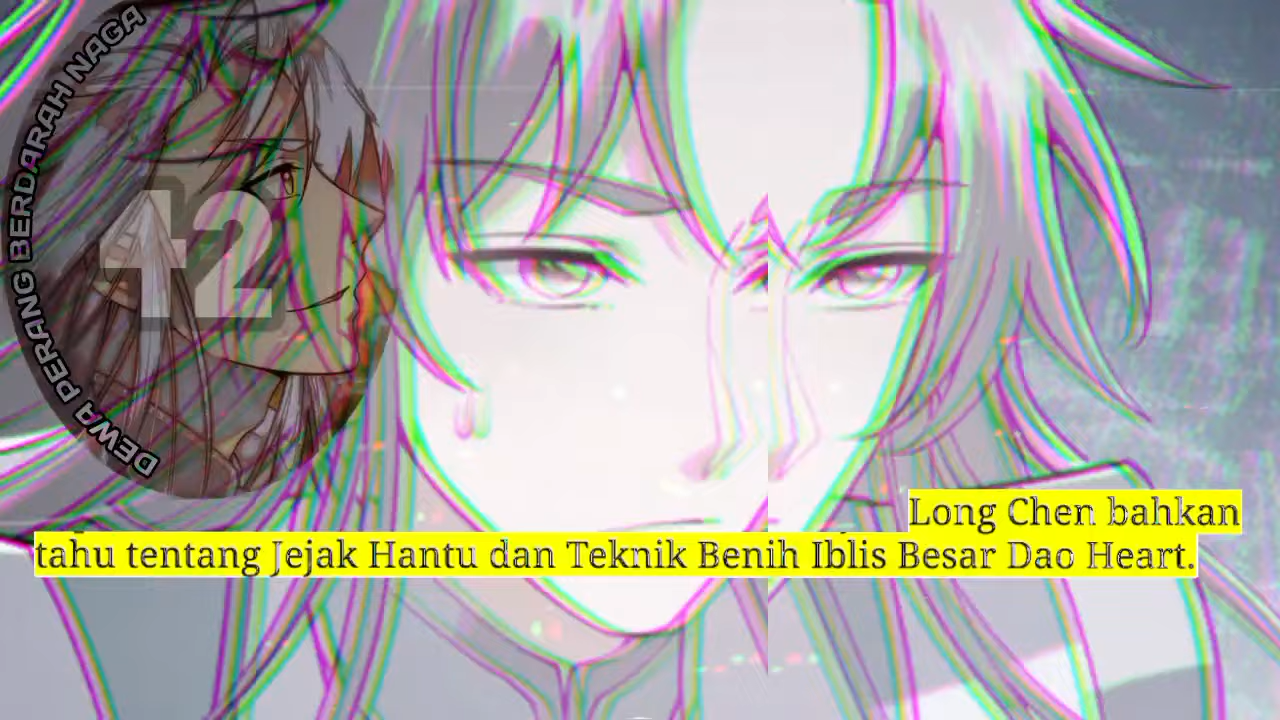 DEWA PERANG BERDARAH NAGA
42
Long Chen bahkan
tahu tentang Jejak Hantu dan Teknik Benih Iblis Besar Dao Heart.